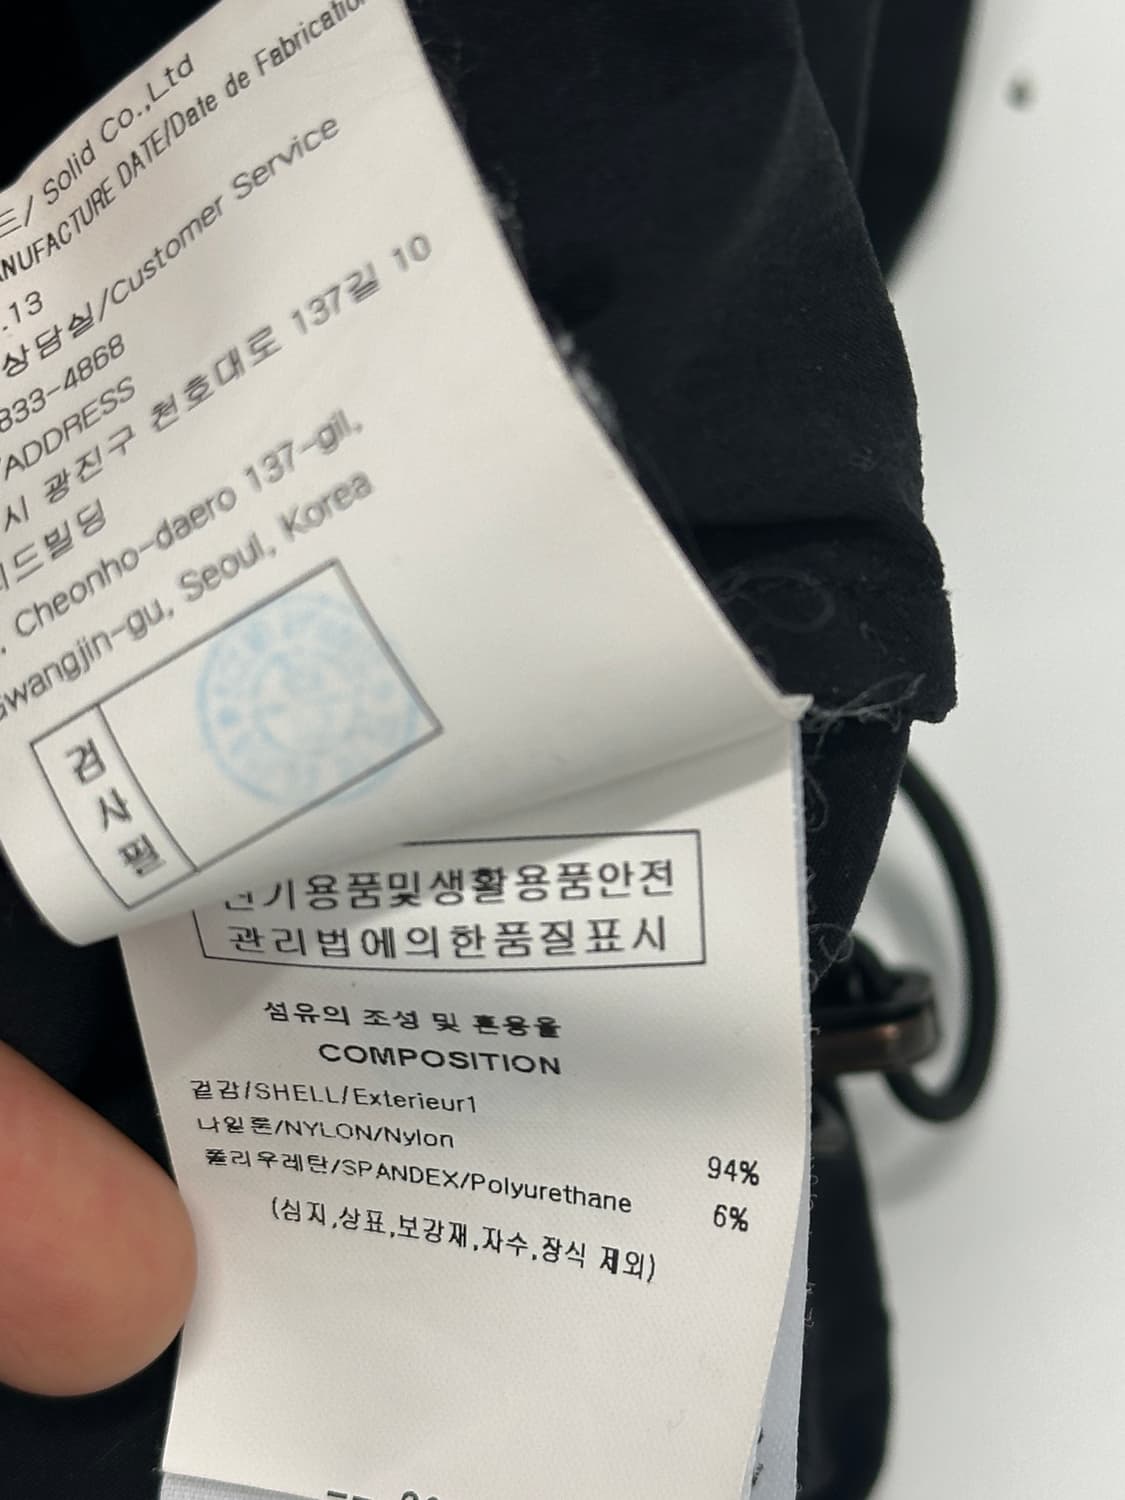 / Solid Co.,Ltd
ANUFACTURE DATE/Date de Fabrication
.13
상담실/Customer Service
833-4868
/ADDRESS
시 광진구 천호대로 137길 10
드빌딩
. Cheonho-daero 137-gil,
Gwangjin-gu, Seoul, Korea
검사필
기용품및생활용품안전
관리법에의한품질표시
섬유의 조성 및 혼용율
COMPOSITION
겉감/SHELL/Exterieur1
나일론/NYLON/Nylon 94%
폴리우레탄/SPANDEX/Polyurethane 6%
(심지,상표,보강재,자수,장식 제외)